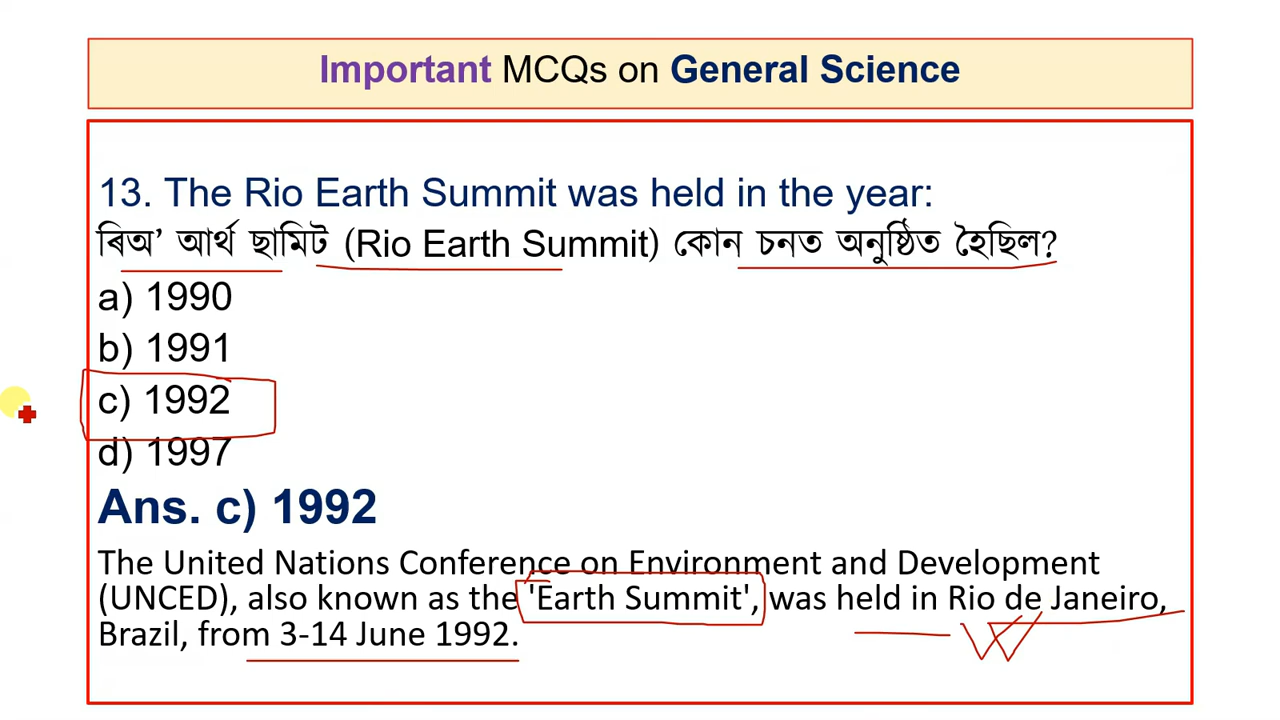 Important MCQs on General Science
13. The Rio Earth Summit was held in the year:
ৰিঅ’ আৰ্থ ছামিট (Rio Earth Summit) কোন চনত অনুষ্ঠিত হৈছিল?
a) 1990
b) 1991
c) 1992
d) 1997
Ans. c) 1992
The United Nations Conference on Environment and Development
(UNCED), also known as the 'Earth Summit', was held in Rio de Janeiro,
Brazil, from 3-14 June 1992.